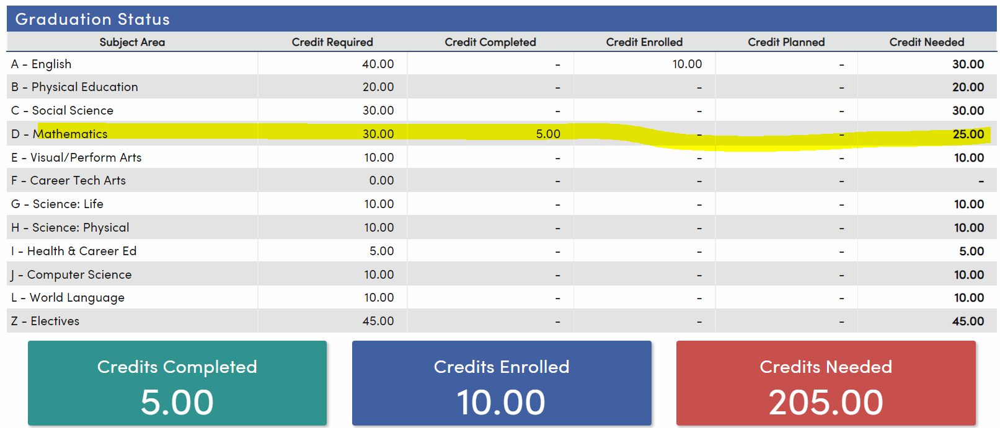 Graduation Status
Subject Area Credit Required Credit Completed Credit Enrolled Credit Planned Credit Needed
A - English 40.00 - 10.00 - 30.00
B - Physical Education 20.00 - - - 20.00
C - Social Science 30.00 - - - 30.00
D - Mathematics 30.00 5.00 - - 25.00
E - Visual/Perform Arts 10.00 - - - 10.00
F - Career Tech Arts 0.00 - - - -
G - Science: Life 10.00 - - - 10.00
H - Science: Physical 10.00 - - - 10.00
I - Health & Career Ed 5.00 - - - 5.00
J - Computer Science 10.00 - - - 10.00
L - World Language 10.00 - - - 10.00
Z - Electives 45.00 - - - 45.00
Credits Completed Credits Enrolled Credits Needed
5.00 10.00 205.00